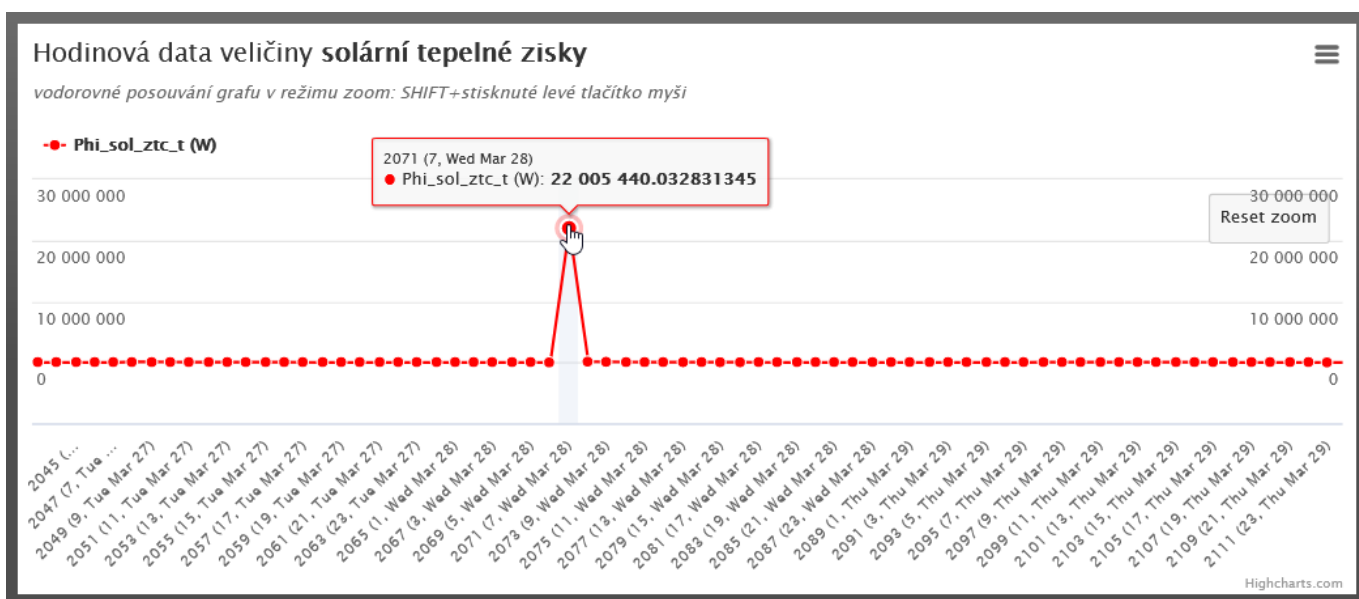 Hodinová data veličiny solární tepelné zisky
vodorovné posouvání grafu v režimu zoom: SHIFT+stisknuté levé tlačítko myši
Phi_sol_ztc_t (W)
2071 (7, Wed Mar 28)
Phi_sol_ztc_t (W): 22 005 440.032831345
30 000 000
30 000 000
Reset zoom
20 000 000
20 000 000
10 000 000
10 000 000
0
0
2045 (...
2047 (7, Tue ...
2049 (9, Tue Mar 27)
2051 (11, Tue Mar 27)
2053 (13, Tue Mar 27)
2055 (15, Tue Mar 27)
2057 (17, Tue Mar 27)
2059 (19, Tue Mar 27)
2061 (21, Tue Mar 27)
2063 (23, Tue Mar 27)
2065 (1, Wed Mar 28)
2067 (3, Wed Mar 28)
2069 (5, Wed Mar 28)
2071 (7, Wed Mar 28)
2073 (9, Wed Mar 28)
2075 (11, Wed Mar 28)
2077 (13, Wed Mar 28)
2079 (15, Wed Mar 28)
2081 (17, Wed Mar 28)
2083 (19, Wed Mar 28)
2085 (21, Wed Mar 28)
2087 (23, Wed Mar 28)
2089 (1, Thu Mar 29)
2091 (3, Thu Mar 29)
2093 (5, Thu Mar 29)
2095 (7, Thu Mar 29)
2097 (9, Thu Mar 29)
2099 (11, Thu Mar 29)
2101 (13, Thu Mar 29)
2103 (15, Thu Mar 29)
2105 (17, Thu Mar 29)
2107 (19, Thu Mar 29)
2109 (21, Thu Mar 29)
2111 (23, Thu Mar 29)
Highcharts.com